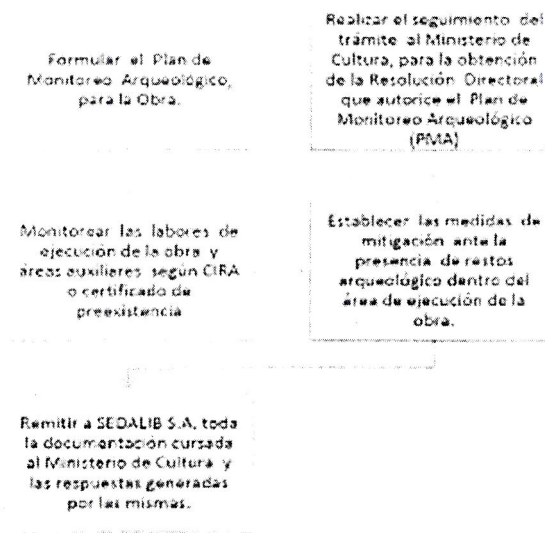 Formular el Plan de
Monitoreo Arqueológico,
para la Obra.
Realizar el seguimiento del
trámite al Ministerio de
Cultura, para la obtención
de la Resolución Directoral
que autorice el Plan de
Monitoreo Arqueológico
(PMA)
Monitorear las labores de
ejecución de la obra y
áreas auxiliares según CIRA
o certificado de
preexistencia
Establecer las medidas de
mitigación ante la
presencia de restos
arqueológico dentro del
área de ejecución de la
obra.
Remitir a SEDALIB S.A. toda
la documentación cursada
al Ministerio de Cultura y
las respuestas generadas
por las mismas.